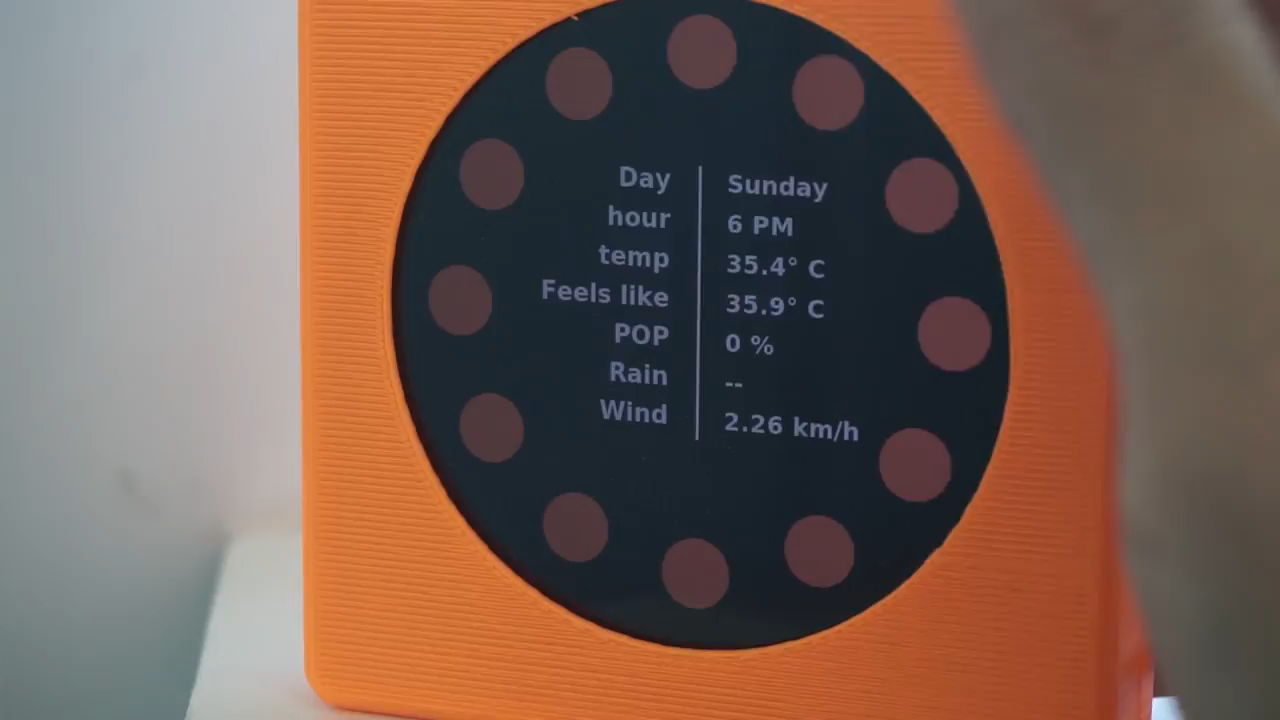 Day Sunday
hour 6 PM
temp 35.4° C
Feels like 35.9° C
POP 0 %
Rain --
Wind 2.26 km/h